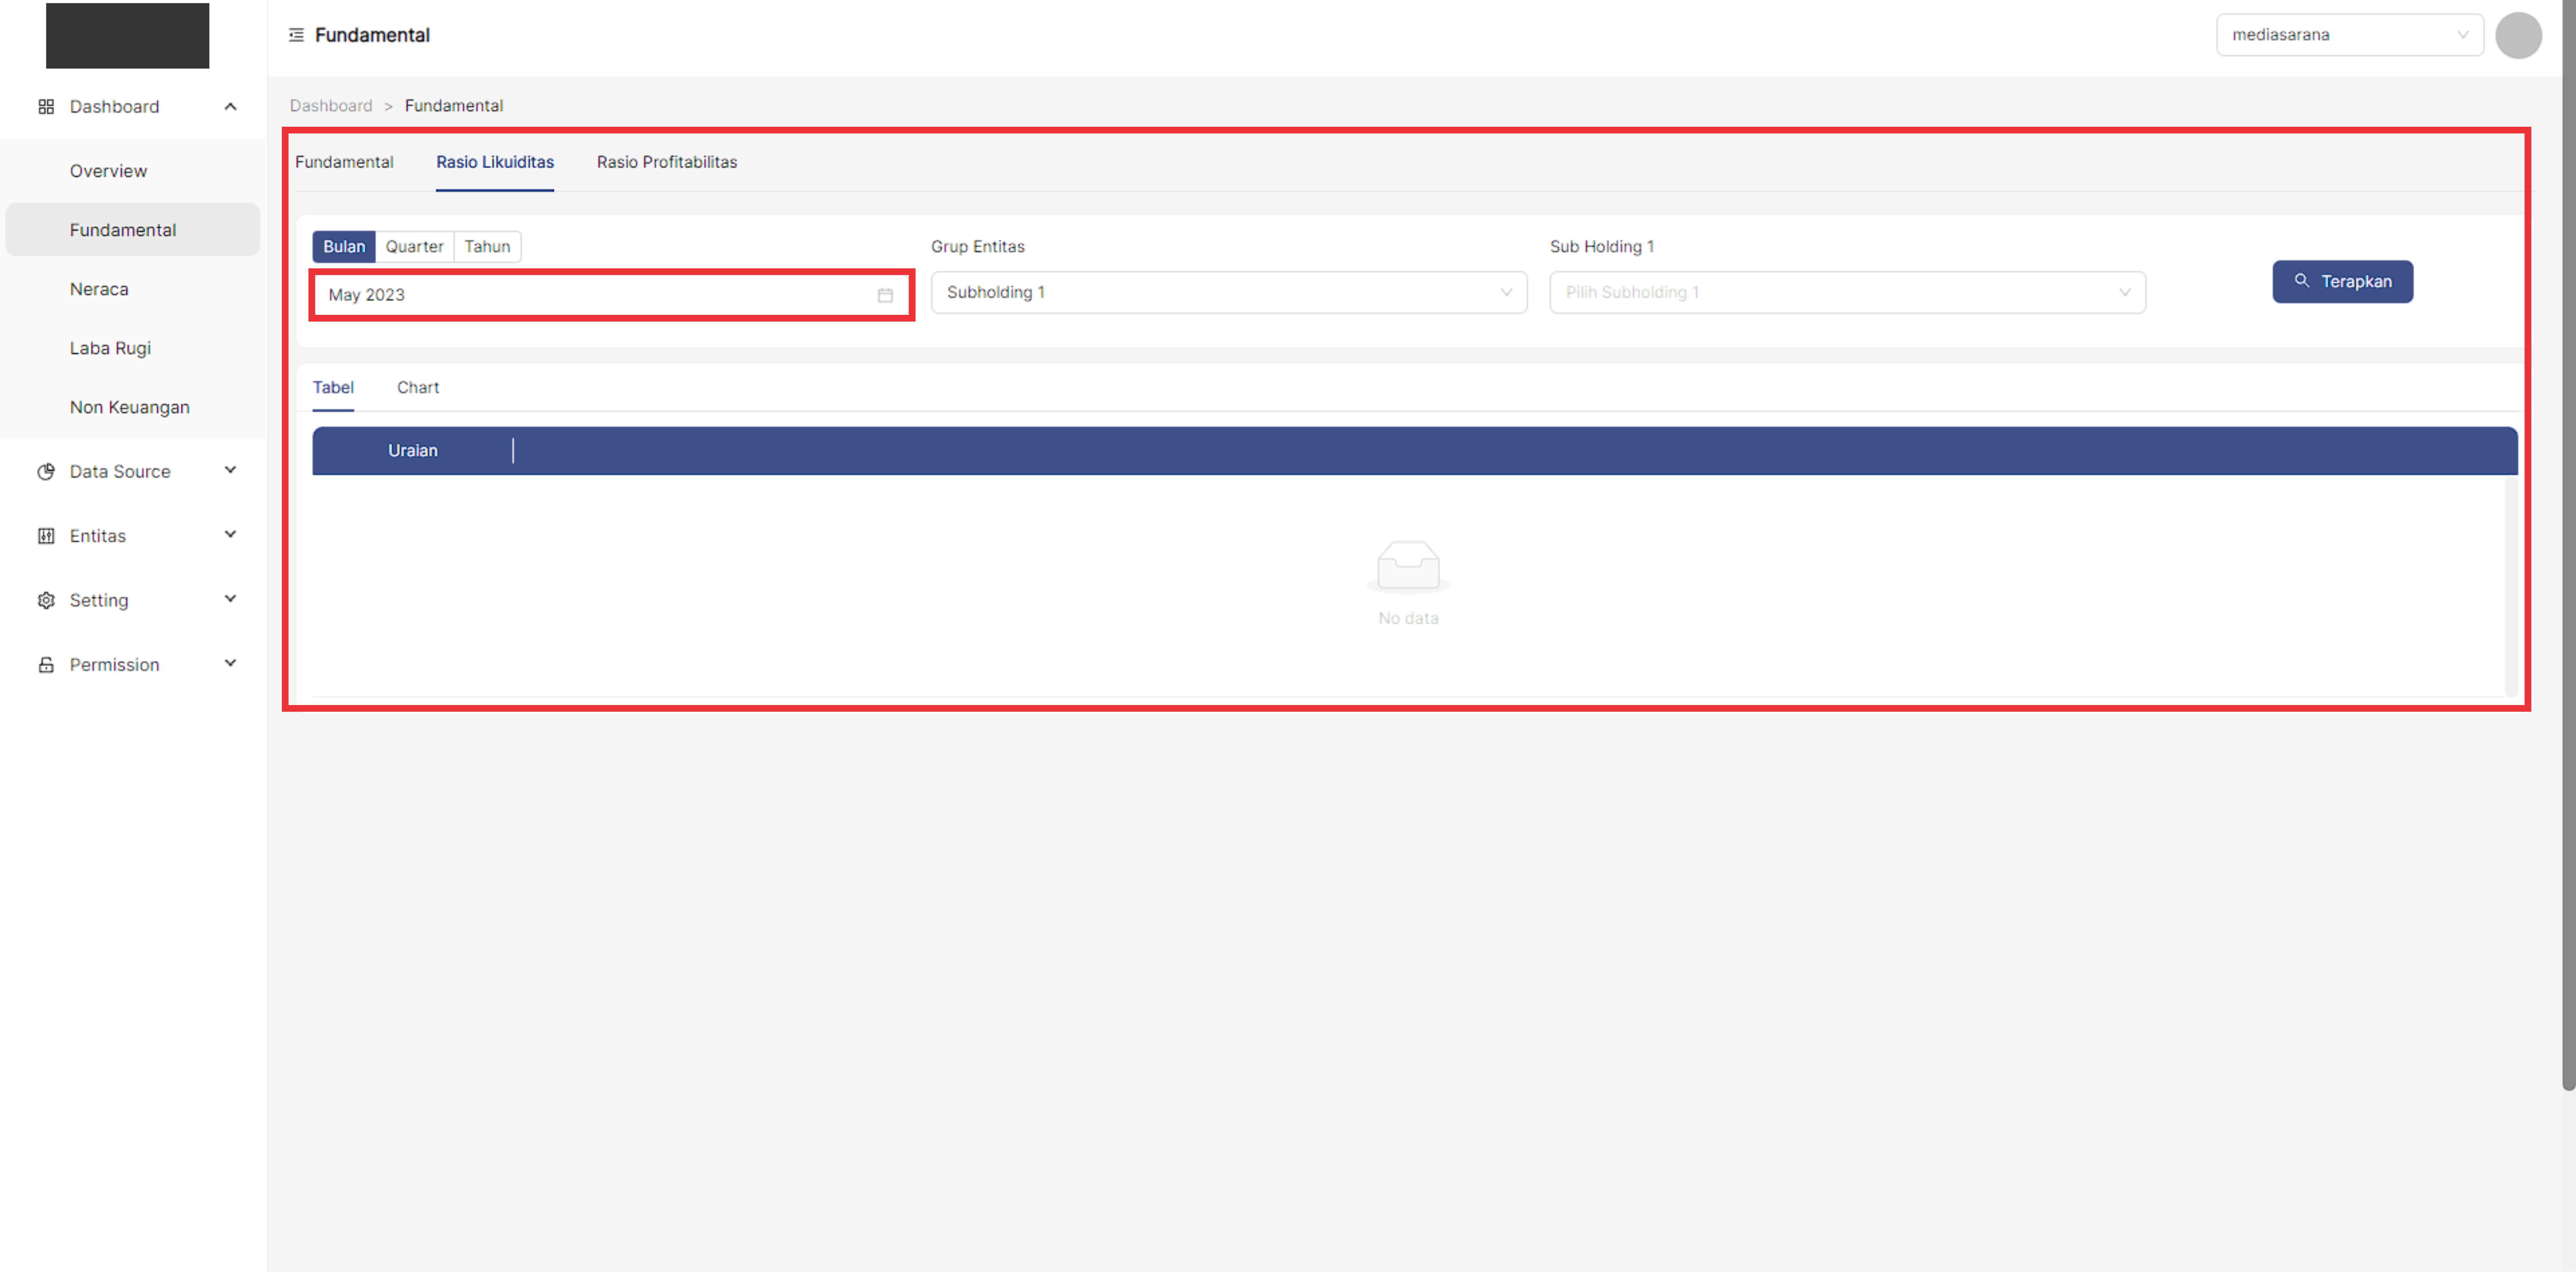 Fundamental
mediasarana
Dashboard
Overview
Fundamental
Neraca
Laba Rugi
Non Keuangan
Data Source
Entitas
Setting
Permission
Dashboard > Fundamental
Fundamental Rasio Likuiditas Rasio Profitabilitas
Bulan Quarter Tahun Grup Entitas Sub Holding 1
May 2023 Subholding 1 Pilih Subholding 1 Terapkan
Tabel Chart
Uraian
No data